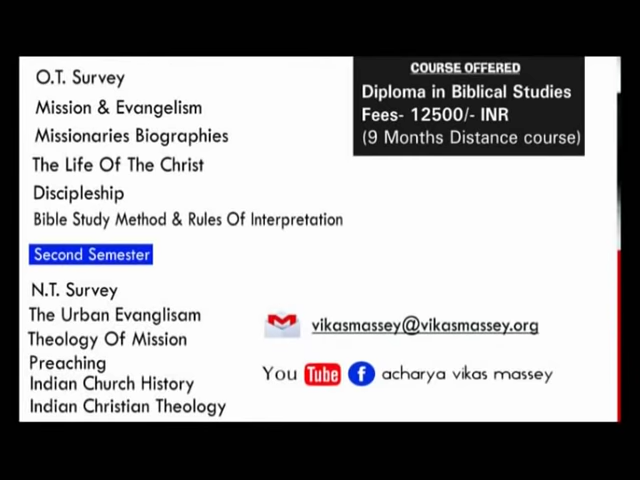 O.T. Survey
Mission & Evangelism
Missionaries Biographies
The Life Of The Christ
Discipleship
Bible Study Method & Rules Of Interpretation
COURSE OFFERED
Diploma in Biblical Studies
Fees- 12500/- INR
(9 Months Distance course)
Second Semester
N.T. Survey
The Urban Evanglisam
Theology Of Mission
Preaching
Indian Church History
Indian Christian Theology
vikasmassey@vikasmassey.org
You Tube f acharya vikas massey